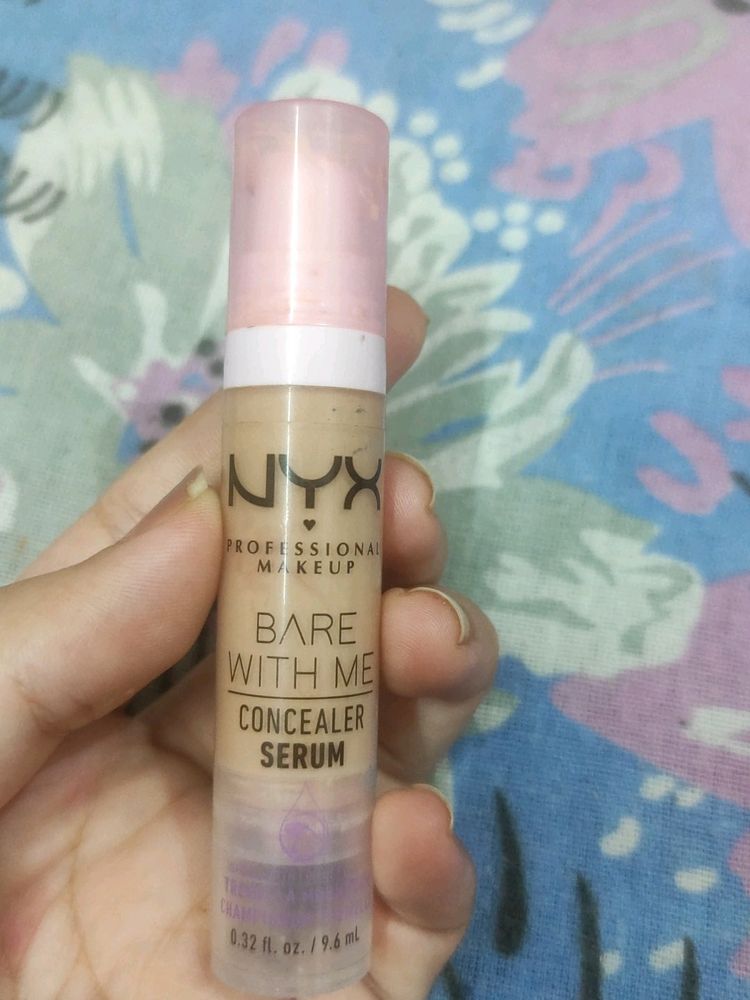 NYX
PROFESSIONAL
MAKEUP
BARE
WITH ME
CONCEALER
SERUM
0.32 fl. oz. / 9.6 mL